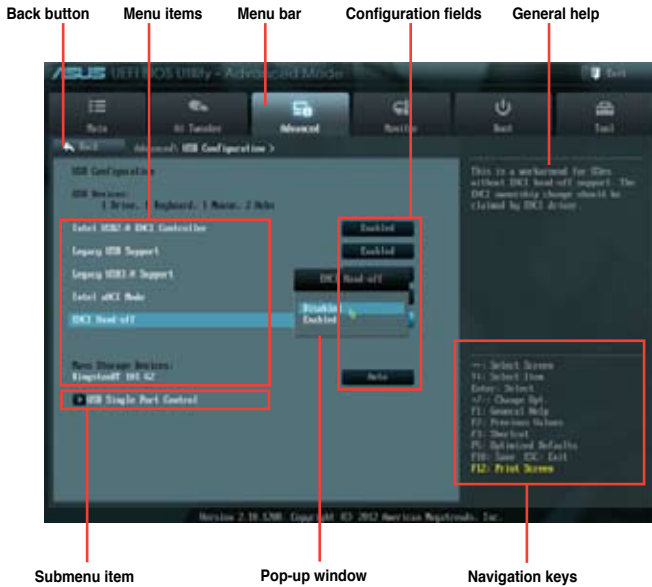 Back button
Menu items
Menu bar
Configuration fields
General help
ASUS UEFI BIOS Utility - Advanced Mode
Exit
Main
Ai Tweaker
Advanced
Monitor
Boot
Tool
Back
Advanced\ USB Configuration >
USB Configuration
USB Devices:
1 Drive, 1 Keyboard, 1 Mouse, 2 Hubs
Intel USB2.0 EHCI Controller
Enabled
Legacy USB Support
Enabled
Legacy USB3.0 Support
Intel xHCI Mode
EHCI Hand-off
EHCI Hand-off
Disabled
Enabled
Mass Storage Devices:
Auto
USB Single Port Control
This is a workaround for OSes
without EHCI hand-off support. The
EHCI ownership change should be
claimed by EHCI driver.
: Select Screen
: Select Item
Enter: Select
+/-: Change Opt.
F1: General Help
F2: Previous Values
F3: Shortcut
F5: Optimized Defaults
F10: Save ESC: Exit
F12: Print Screen
Version 2.10.1208. Copyright (C) 2012 American Megatrends, Inc.
Submenu item
Pop-up window
Navigation keys